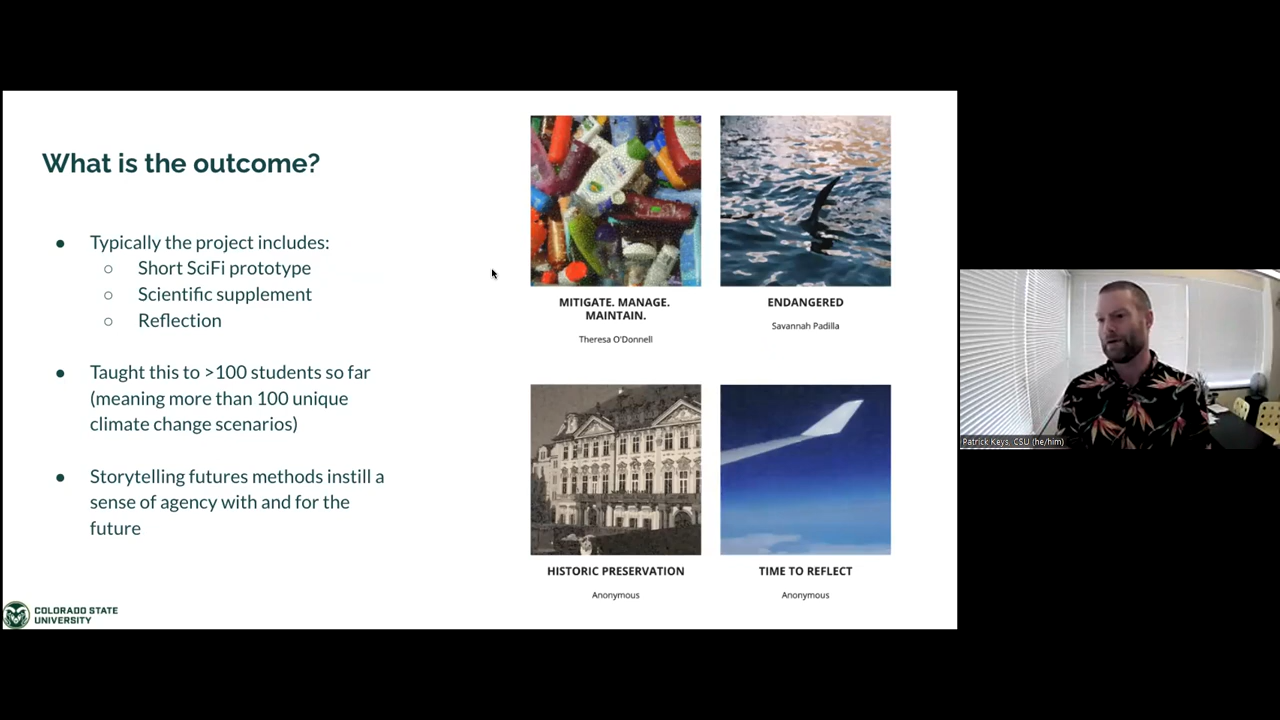 What is the outcome?
● Typically the project includes:
○ Short SciFi prototype
○ Scientific supplement
○ Reflection
● Taught this to >100 students so far
(meaning more than 100 unique
climate change scenarios)
● Storytelling futures methods instill a
sense of agency with and for the
future
MITIGATE. MANAGE.
MAINTAIN.
Theresa O'Donnell
ENDANGERED
Savannah Padilla
HISTORIC PRESERVATION
Anonymous
TIME TO REFLECT
Anonymous
COLORADO STATE
UNIVERSITY
Patrick Keys, CSU (he/him)